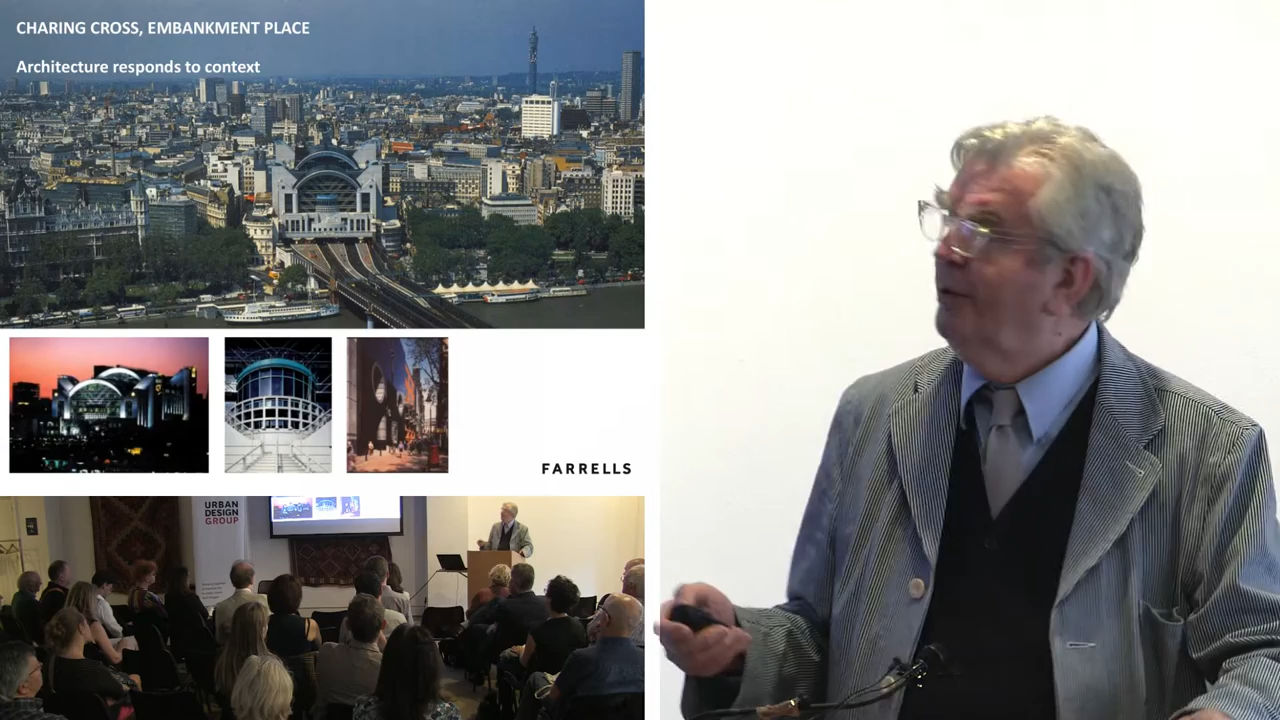 CHARING CROSS, EMBANKMENT PLACE
Architecture responds to context
FARRELLS
URBAN
DESIGN
GROUP